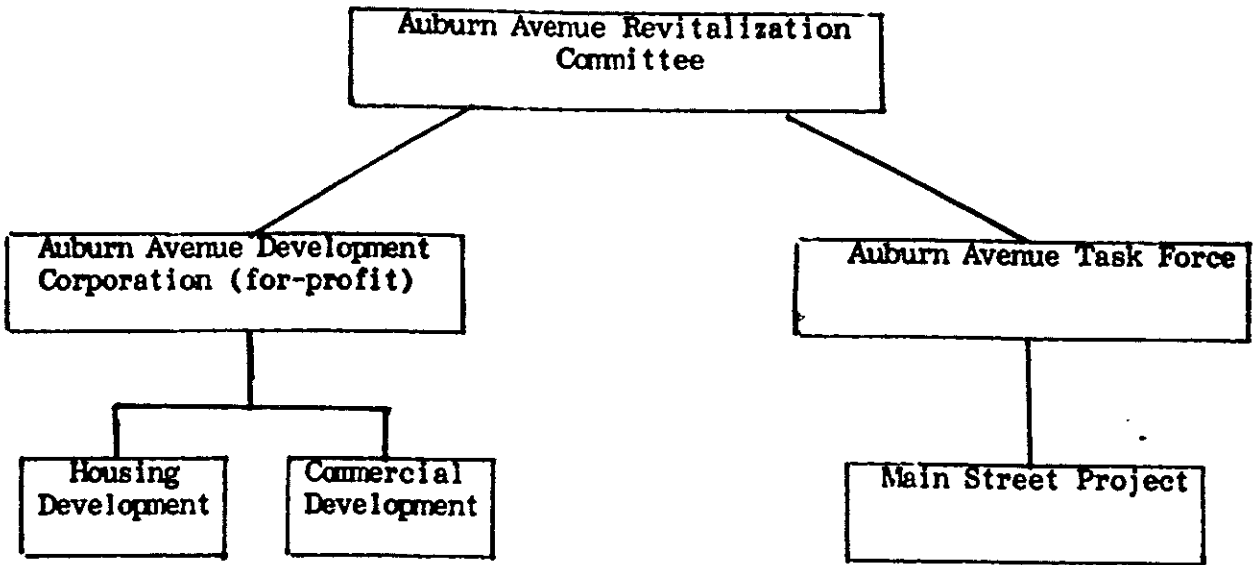 Auburn Avenue Revitalization
Committee
Auburn Avenue Development
Corporation (for-profit)
Auburn Avenue Task Force
Housing
Development
Commercial
Development
Main Street Project